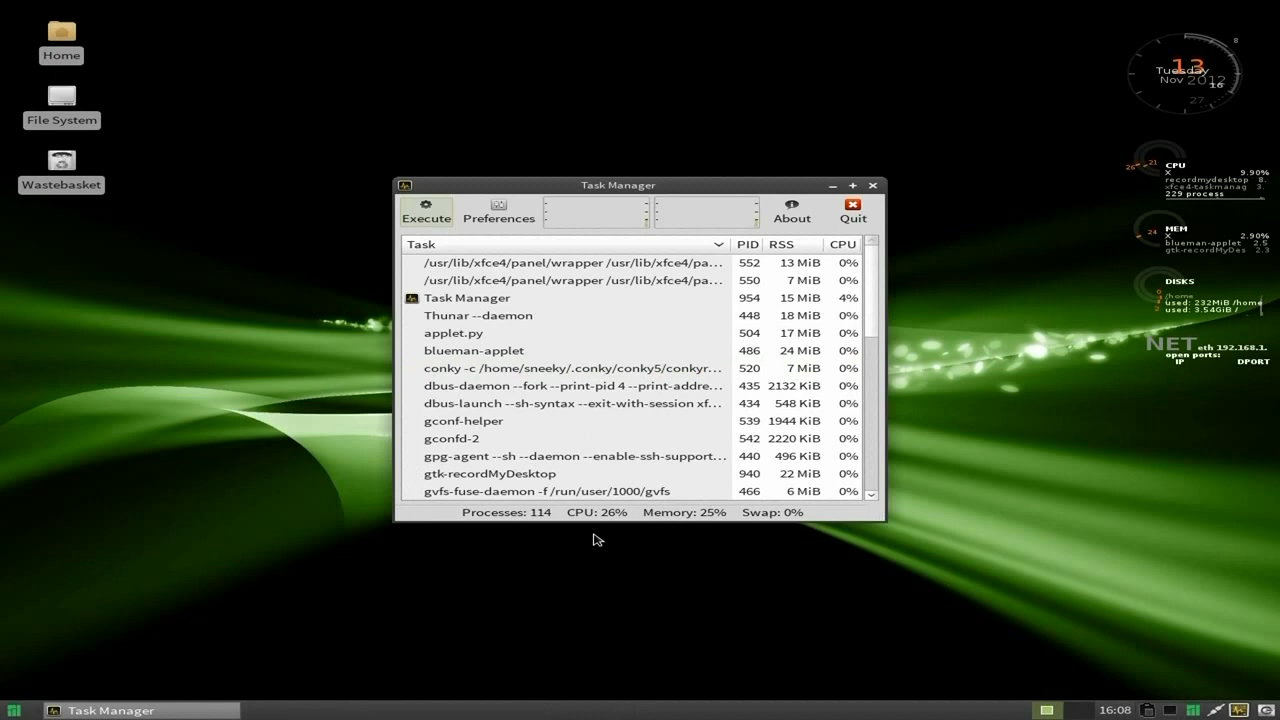 Home
File System
Wastebasket
Task Manager
Execute
Preferences
About
Quit
Task PID RSS CPU
/usr/lib/xfce4/panel/wrapper /usr/lib/xfce4/pa... 552 13 MiB 0%
/usr/lib/xfce4/panel/wrapper /usr/lib/xfce4/pa... 550 7 MiB 0%
Task Manager 954 15 MiB 4%
Thunar --daemon 448 18 MiB 0%
applet.py 504 17 MiB 0%
blueman-applet 486 24 MiB 0%
conky -c /home/sneeky/.conky/conky5/conkyr... 520 7 MiB 0%
dbus-daemon --fork --print-pid 4 --print-addre... 435 2132 KiB 0%
dbus-launch --sh-syntax --exit-with-session xf... 434 548 KiB 0%
gconf-helper 539 1944 KiB 0%
gconfd-2 542 2220 KiB 0%
gpg-agent --sh --daemon --enable-ssh-support... 440 496 KiB 0%
gtk-recordMyDesktop 940 22 MiB 0%
gvfs-fuse-daemon -f /run/user/1000/gvfs 466 6 MiB 0%
Processes: 114 CPU: 26% Memory: 25% Swap: 0%
8
13
Tuesday
Nov 2012
16
27
26 21 CPU
X 9.90%
recordmydesktop 8.
xfce4-taskmanag 3.
229 process
24 MEM
X 2.90%
blueman-applet 2.5
gtk-recordMyDes 2.3
DISKS
/home
used: 232MiB /home
used: 3.54GiB /
NET eth 192.168.1.
open ports:
IP DPORT
Task Manager
16:08